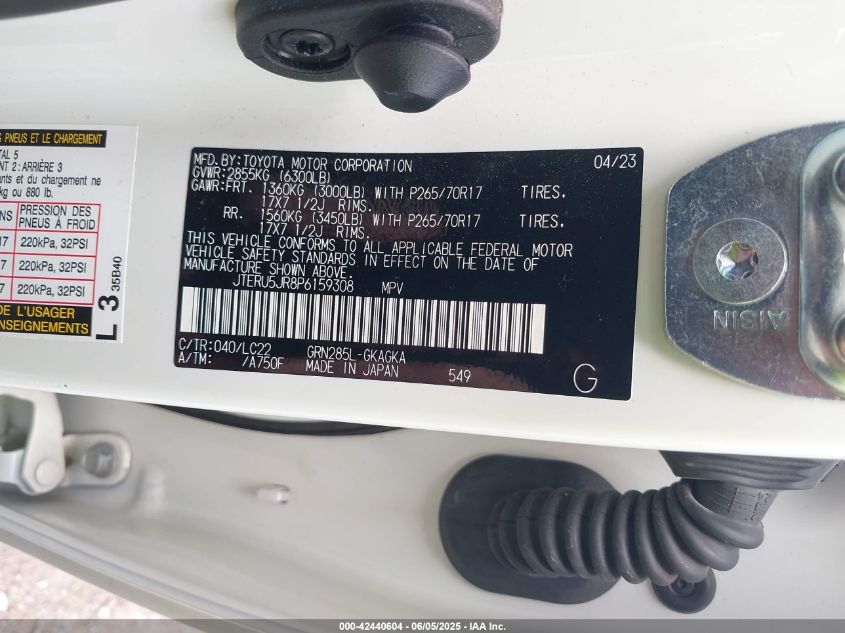 PNEUS ET LE CHARGEMENT
TAL 5
NT 2: ARRIÈRE 3
ants et du chargement ne
kg ou 880 lb.
PRESSION DES
PNEUS À FROID
220kPa, 32PSI
220kPa, 32PSI
220kPa, 32PSI
DE L'USAGER
ENSEIGNEMENTS
L 3 35B40
MFD. BY: TOYOTA MOTOR CORPORATION 04/23
GVWR: 2855KG (6300LB)
GAWR: FRT. 1360KG (3000LB) WITH P265/70R17 TIRES.
17X7 1/2J RIMS.
RR. 1560KG (3450LB) WITH P265/70R17 TIRES.
17X7 1/2J RIMS.
THIS VEHICLE CONFORMS TO ALL APPLICABLE FEDERAL MOTOR
VEHICLE SAFETY STANDARDS IN EFFECT ON THE DATE OF
MANUFACTURE SHOWN ABOVE.
JTERU5JR8P6159308 MPV
C/TR: 040/LC22 GRN285L-GKAGKA
A/TM: /A750F MADE IN JAPAN 549 G
AISIN
000-42440604 / 06/05/2025 - IAA Inc.